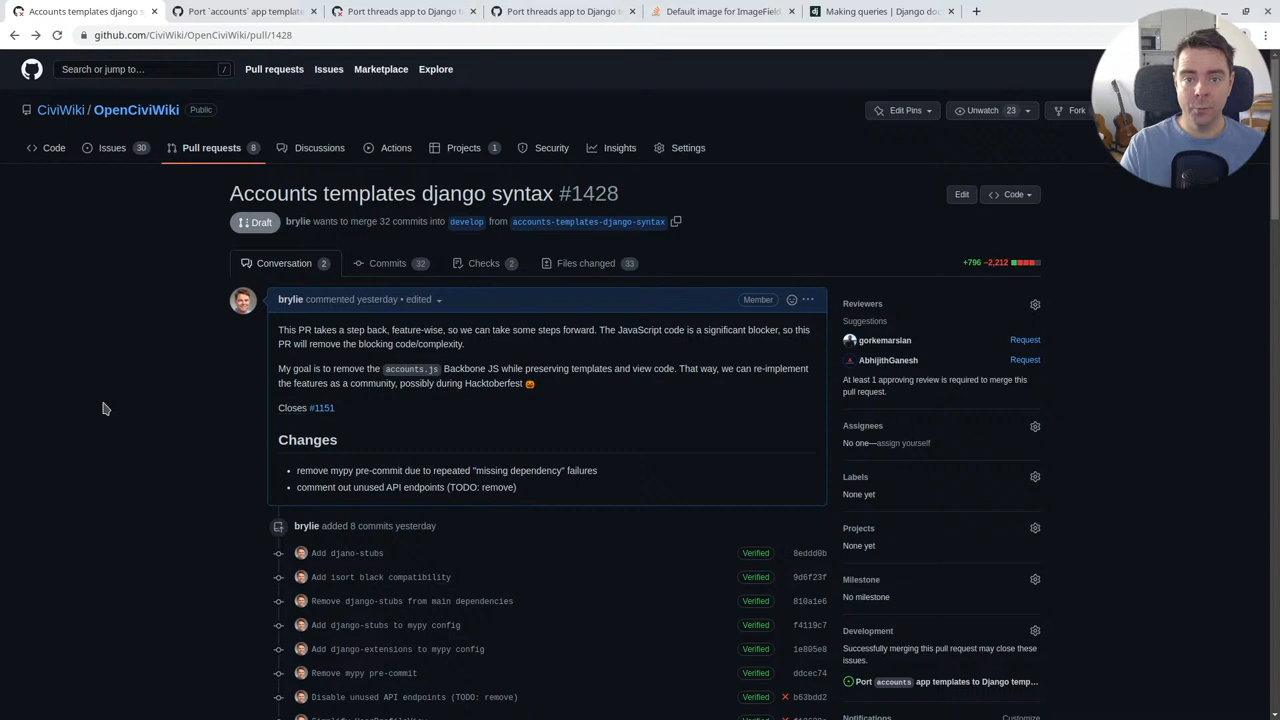 Accounts templates djang
Port `accounts` app template
Port threads app to Django t
Port threads app to Django t
Default image for ImageField
Making queries | Django doc
github.com/CiviWiki/OpenCiviWiki/pull/1428
Search or jump to… /
Pull requests
Issues
Marketplace
Explore
CiviWiki / OpenCiviWiki Public
Edit Pins
Unwatch 23
Fork
Code
Issues 30
Pull requests 8
Discussions
Actions
Projects 1
Security
Insights
Settings
Accounts templates django syntax #1428
Edit
Code
Draft brylie wants to merge 32 commits into develop from accounts-templates-django-syntax
Conversation 2
Commits 32
Checks 2
Files changed 33
+796 −2,212
brylie commented yesterday • edited
Member
This PR takes a step back, feature-wise, so we can take some steps forward. The JavaScript code is a significant blocker, so this
PR will remove the blocking code/complexity.
My goal is to remove the accounts.js Backbone JS while preserving templates and view code. That way, we can re-implement
the features as a community, possibly during Hacktoberfest 🎃
Closes #1151
Changes
• remove mypy pre-commit due to repeated "missing dependency" failures
• comment out unused API endpoints (TODO: remove)
brylie added 8 commits yesterday
Add djano-stubs Verified 8eddd0b
Add isort black compatibility Verified 9d6f23f
Remove django-stubs from main dependencies Verified 810a1e6
Add django-stubs to mypy config Verified f4119c7
Add django-extensions to mypy config Verified 1e805e8
Remove mypy pre-commit Verified ddcec74
Disable unused API endpoints (TODO: remove) Verified b63bdd2
Reviewers
Suggestions
gorkemarslan Request
AbhijithGanesh Request
At least 1 approving review is required to merge this
pull request.
Assignees
No one—assign yourself
Labels
None yet
Projects
None yet
Milestone
No milestone
Development
Successfully merging this pull request may close these
issues.
Port accounts app templates to Django temp…
Notifications Customize